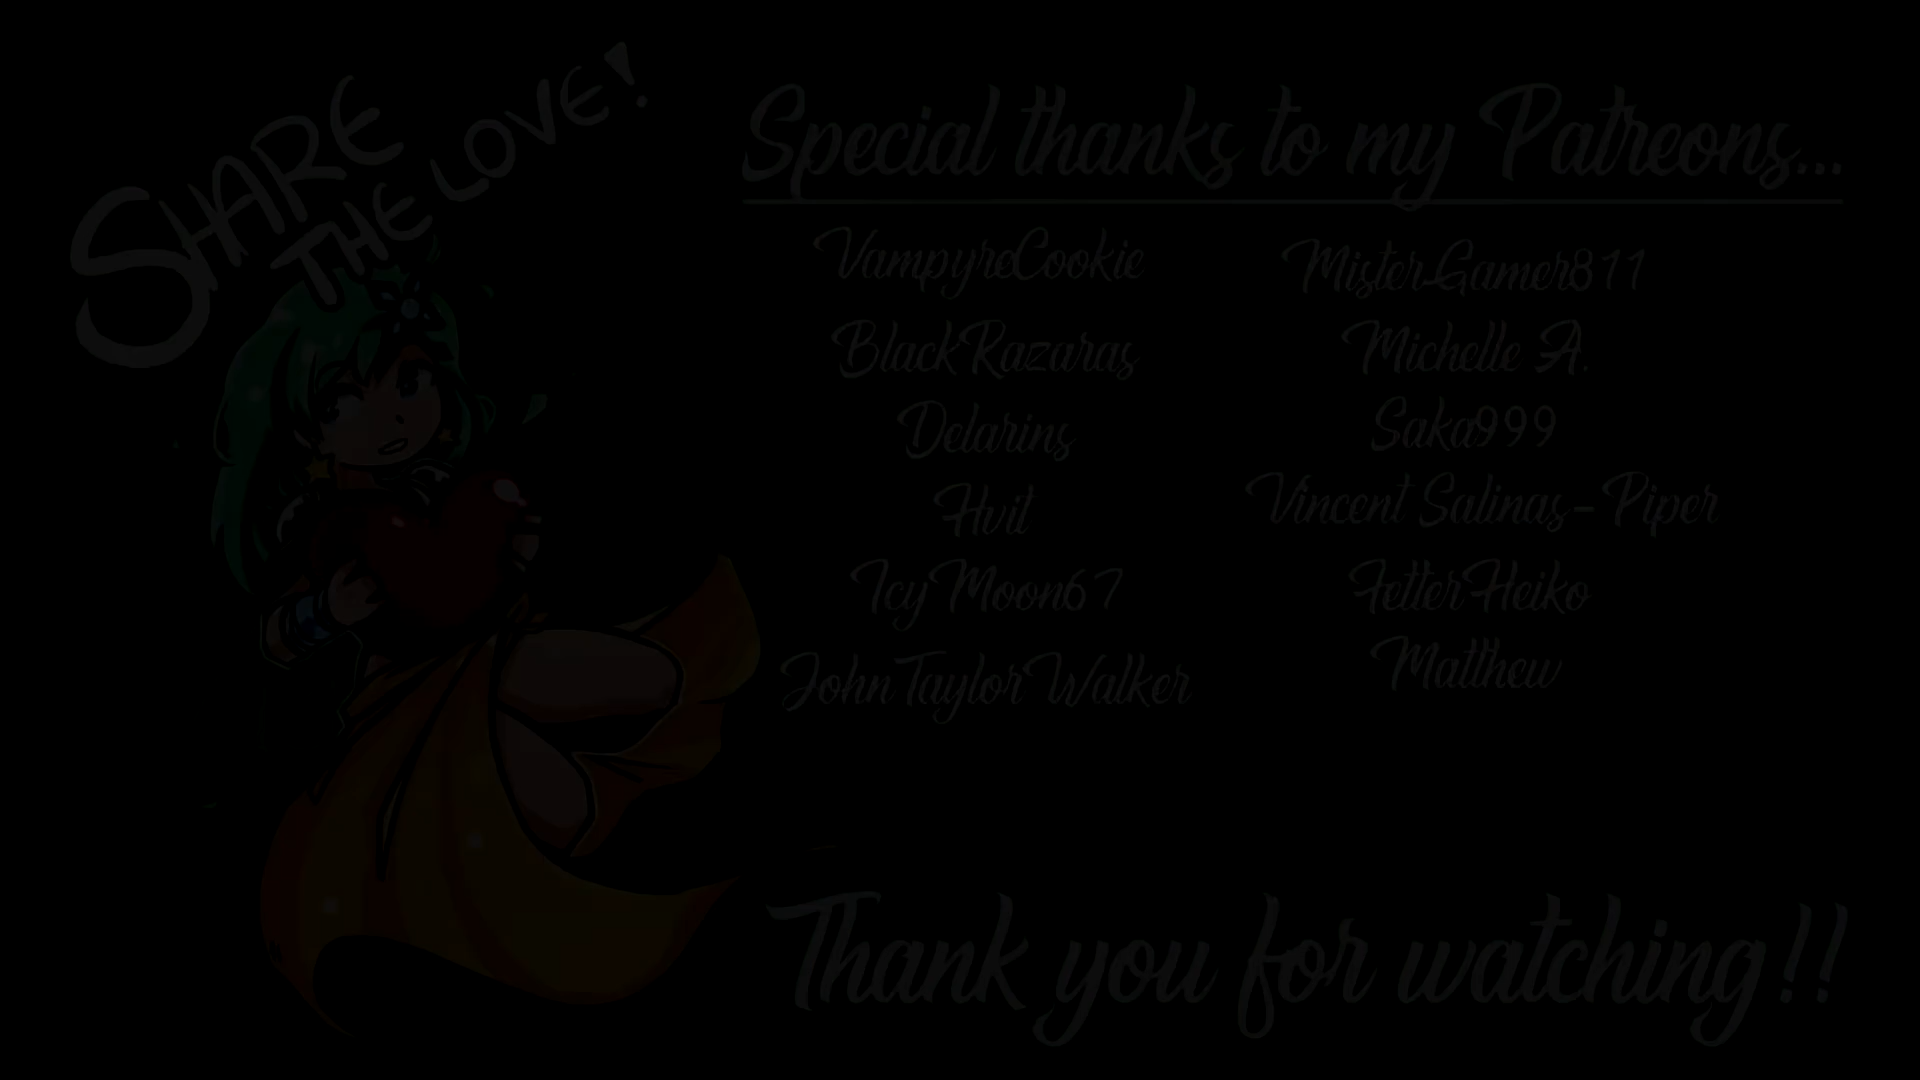 SHARE
THE LOVE!
Special thanks to my Patreons...
VampyreCookie
BlackRazaras
Delarins
Hvit
IcyMoon67
JohnTaylorWalker
Mister_Gamer811
Michelle A.
Saka999
Vincent Salinas-Piper
FetterHeiko
Matthew
Thank you for watching!!